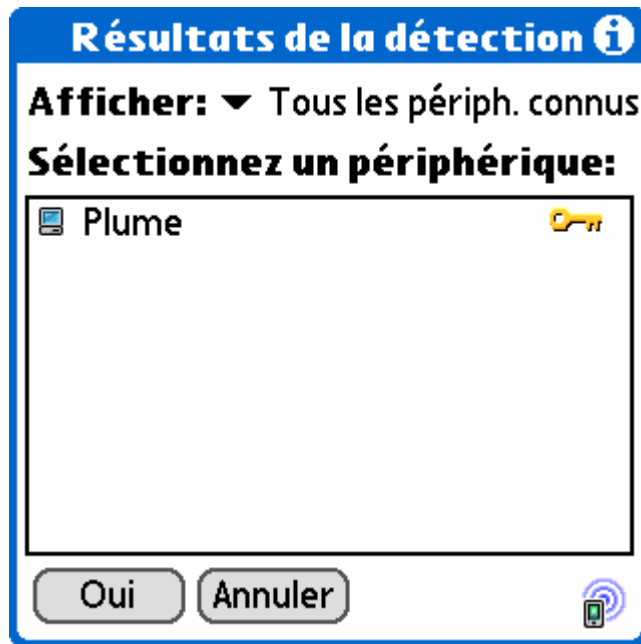 Résultats de la détection i
Afficher: Tous les périph. connus
Sélectionnez un périphérique:
Plume
Oui Annuler